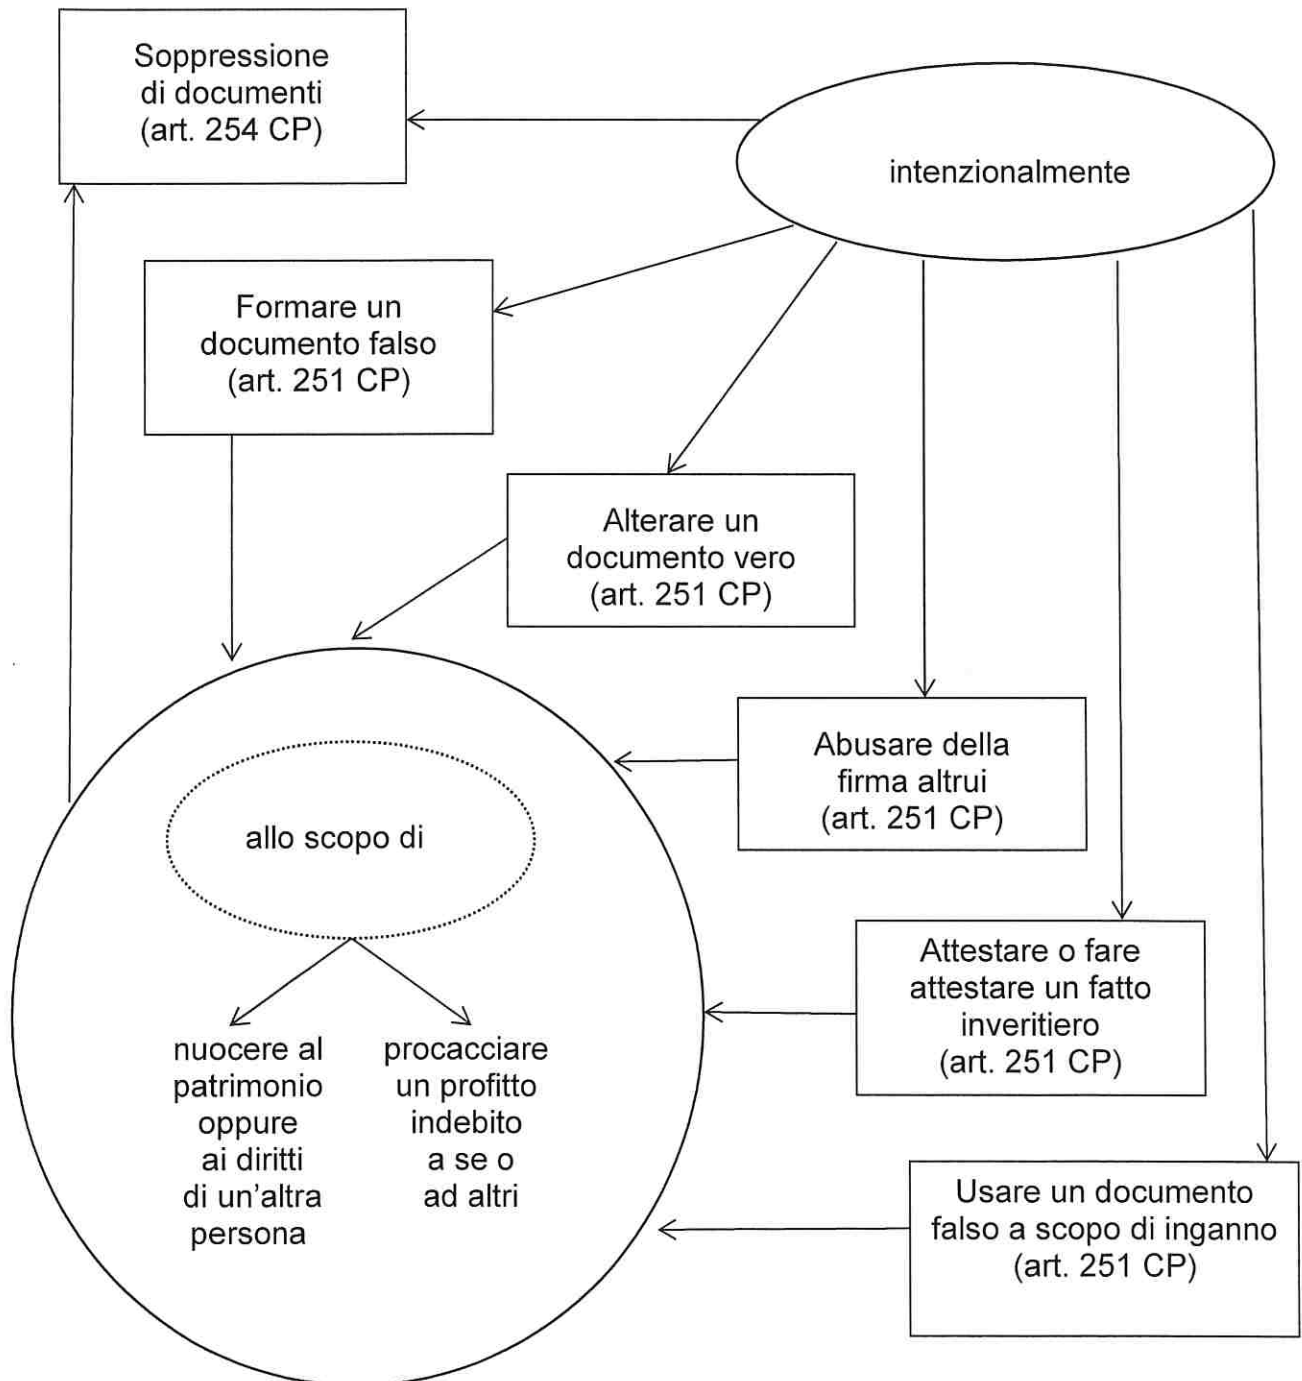 Soppressione
di documenti
(art. 254 CP)
intenzionalmente
Formare un
documento falso
(art. 251 CP)
Alterare un
documento vero
(art. 251 CP)
Abusare della
firma altrui
(art. 251 CP)
allo scopo di
Attestare o fare
attestare un fatto
inveritiero
(art. 251 CP)
nuocere al
patrimonio
oppure
ai diritti
di un'altra
persona
procacciare
un profitto
indebito
a se o
ad altri
Usare un documento
falso a scopo di inganno
(art. 251 CP)